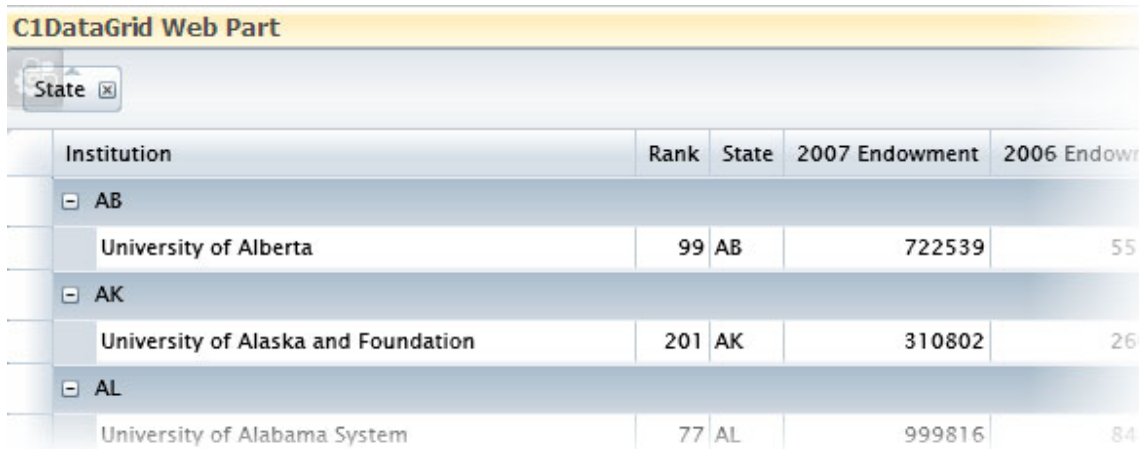 C1DataGrid Web Part
State
Institution Rank State 2007 Endowment 2006
AB
University of Alberta 99 AB 722539
AK
University of Alaska and Foundation 201 AK 310802
AL
University of Alabama System 77 AL 999816